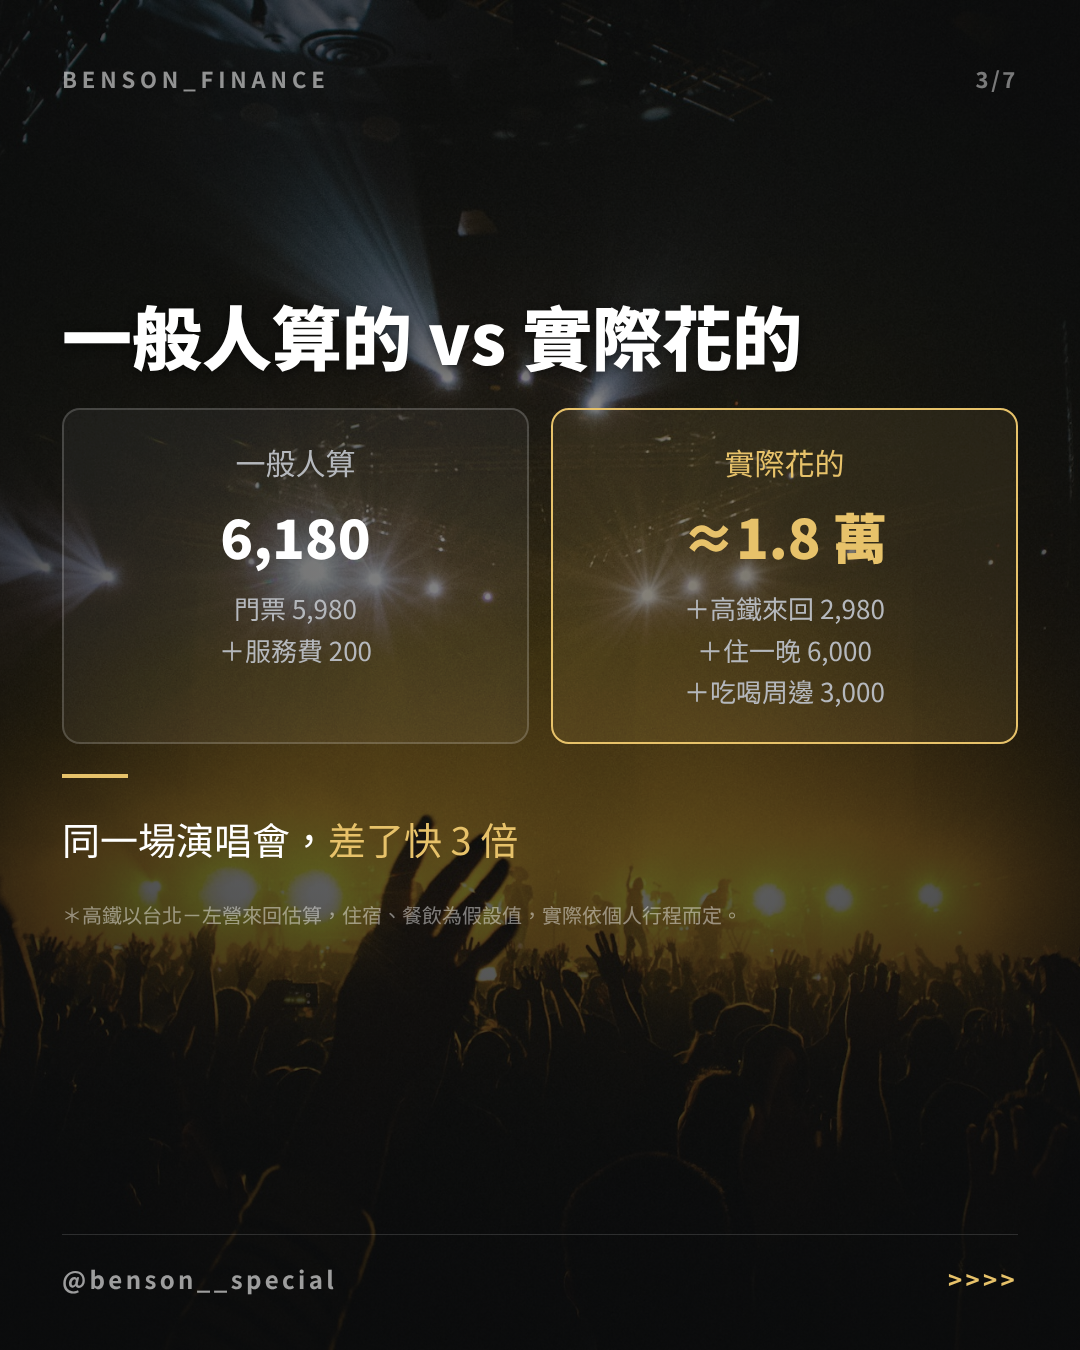 BENSON_FINANCE
3/7
一般人算的 vs 實際花的
一般人算
6,180
門票 5,980
＋服務費 200
實際花的
≈1.8 萬
＋高鐵來回 2,980
＋住一晚 6,000
＋吃喝周邊 3,000
同一場演唱會，差了快 3 倍
＊高鐵以台北－左營來回估算，住宿、餐飲為假設值，實際依個人行程而定。
@benson__special
>>>>